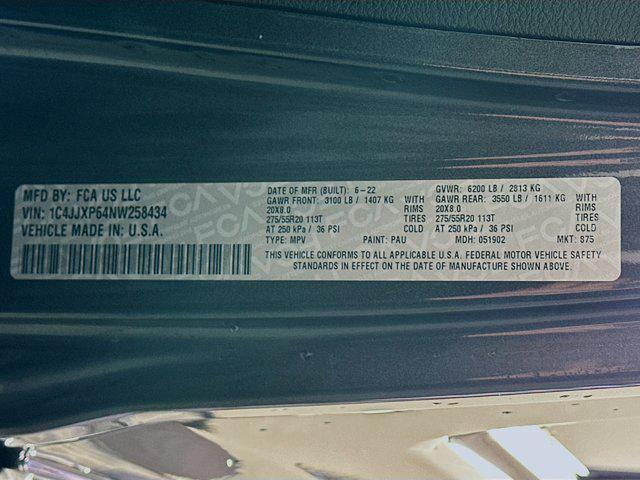 MFD BY: FCA US LLC
VIN: 1C4JJXP64NW258434
VEHICLE MADE IN: U.S.A.
DATE OF MFR (BUILT): 6-22
GAWR FRONT: 3100 LB / 1407 KG WITH
20X8.0 RIMS
275/55R20 113T TIRES
AT 250 kPa / 36 PSI COLD
TYPE: MPV PAINT: PAU
GVWR: 6200 LB / 2813 KG
GAWR REAR: 3550 LB / 1611 KG WITH
20X8.0 RIMS
275/55R20 113T TIRES
AT 250 kPa / 36 PSI COLD
MDH: 051902 MKT: 875
THIS VEHICLE CONFORMS TO ALL APPLICABLE U.S.A. FEDERAL MOTOR VEHICLE SAFETY
STANDARDS IN EFFECT ON THE DATE OF MANUFACTURE SHOWN ABOVE.